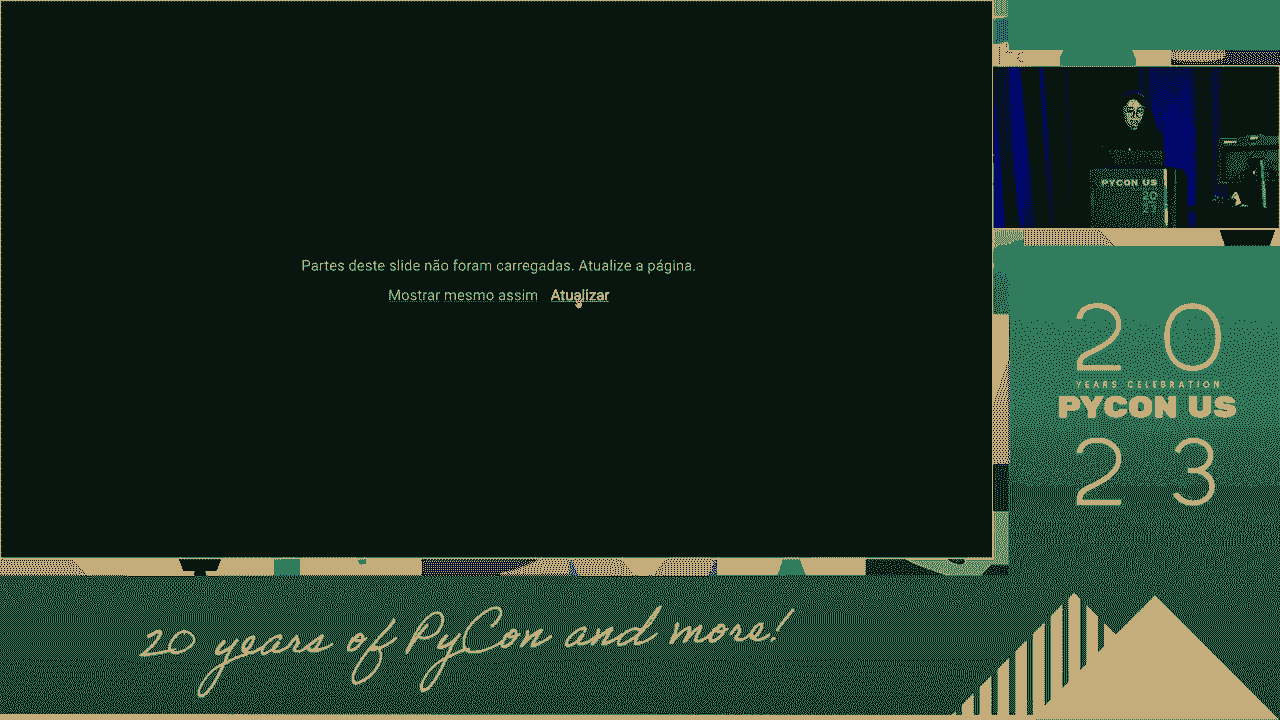 Partes deste slide não foram carregadas. Atualize a página.
Mostrar mesmo assim Atualizar
PYCON US
20
23
20
YEARS CELEBRATION
PYCON US
23
20 years of PyCon and more!